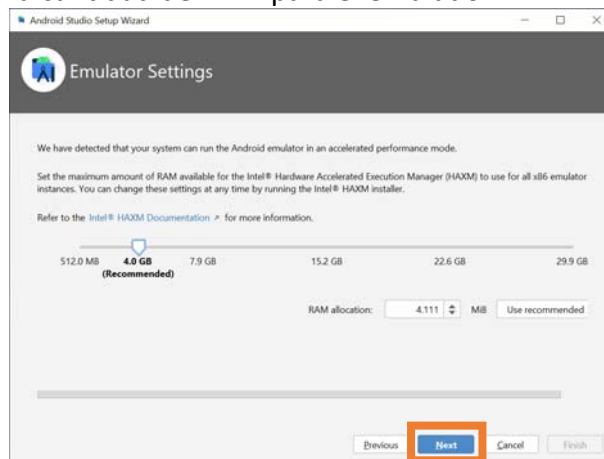 Android Studio Setup Wizard
Emulator Settings
We have detected that your system can run the Android emulator in an accelerated performance mode.
Set the maximum amount of RAM available for the Intel® Hardware Accelerated Execution Manager (HAXM) to use for all x86 emulator
instances. You can change these settings at any time by running the Intel® HAXM installer.
Refer to the Intel® HAXM Documentation ↗ for more information.
512.0 MB 4.0 GB 7.9 GB 15.2 GB 22.6 GB 29.9 GB
(Recommended)
RAM allocation: 4.111 MiB Use recommended
Previous Next Cancel Finish